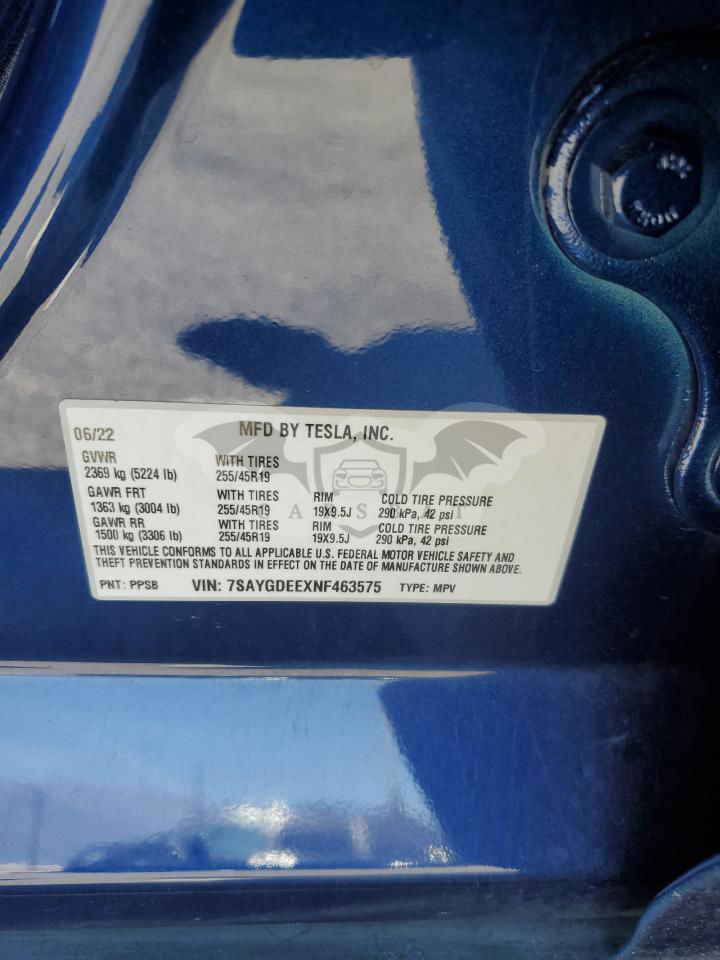 06/22 MFD BY TESLA, INC.
GVWR WITH TIRES
2369 kg (5224 lb) 255/45R19
GAWR FRT WITH TIRES RIM COLD TIRE PRESSURE
1363 kg (3004 lb) 255/45R19 19X9.5J 290 kPa, 42 psi
GAWR RR WITH TIRES RIM COLD TIRE PRESSURE
1500 kg (3306 lb) 255/45R19 19X9.5J 290 kPa, 42 psi
THIS VEHICLE CONFORMS TO ALL APPLICABLE U.S. FEDERAL MOTOR VEHICLE SAFETY AND
THEFT PREVENTION STANDARDS IN EFFECT ON THE DATE OF MANUFACTURE SHOWN ABOVE.
PNT: PPSB VIN: 7SAYGDEEXNF463575 TYPE: MPV